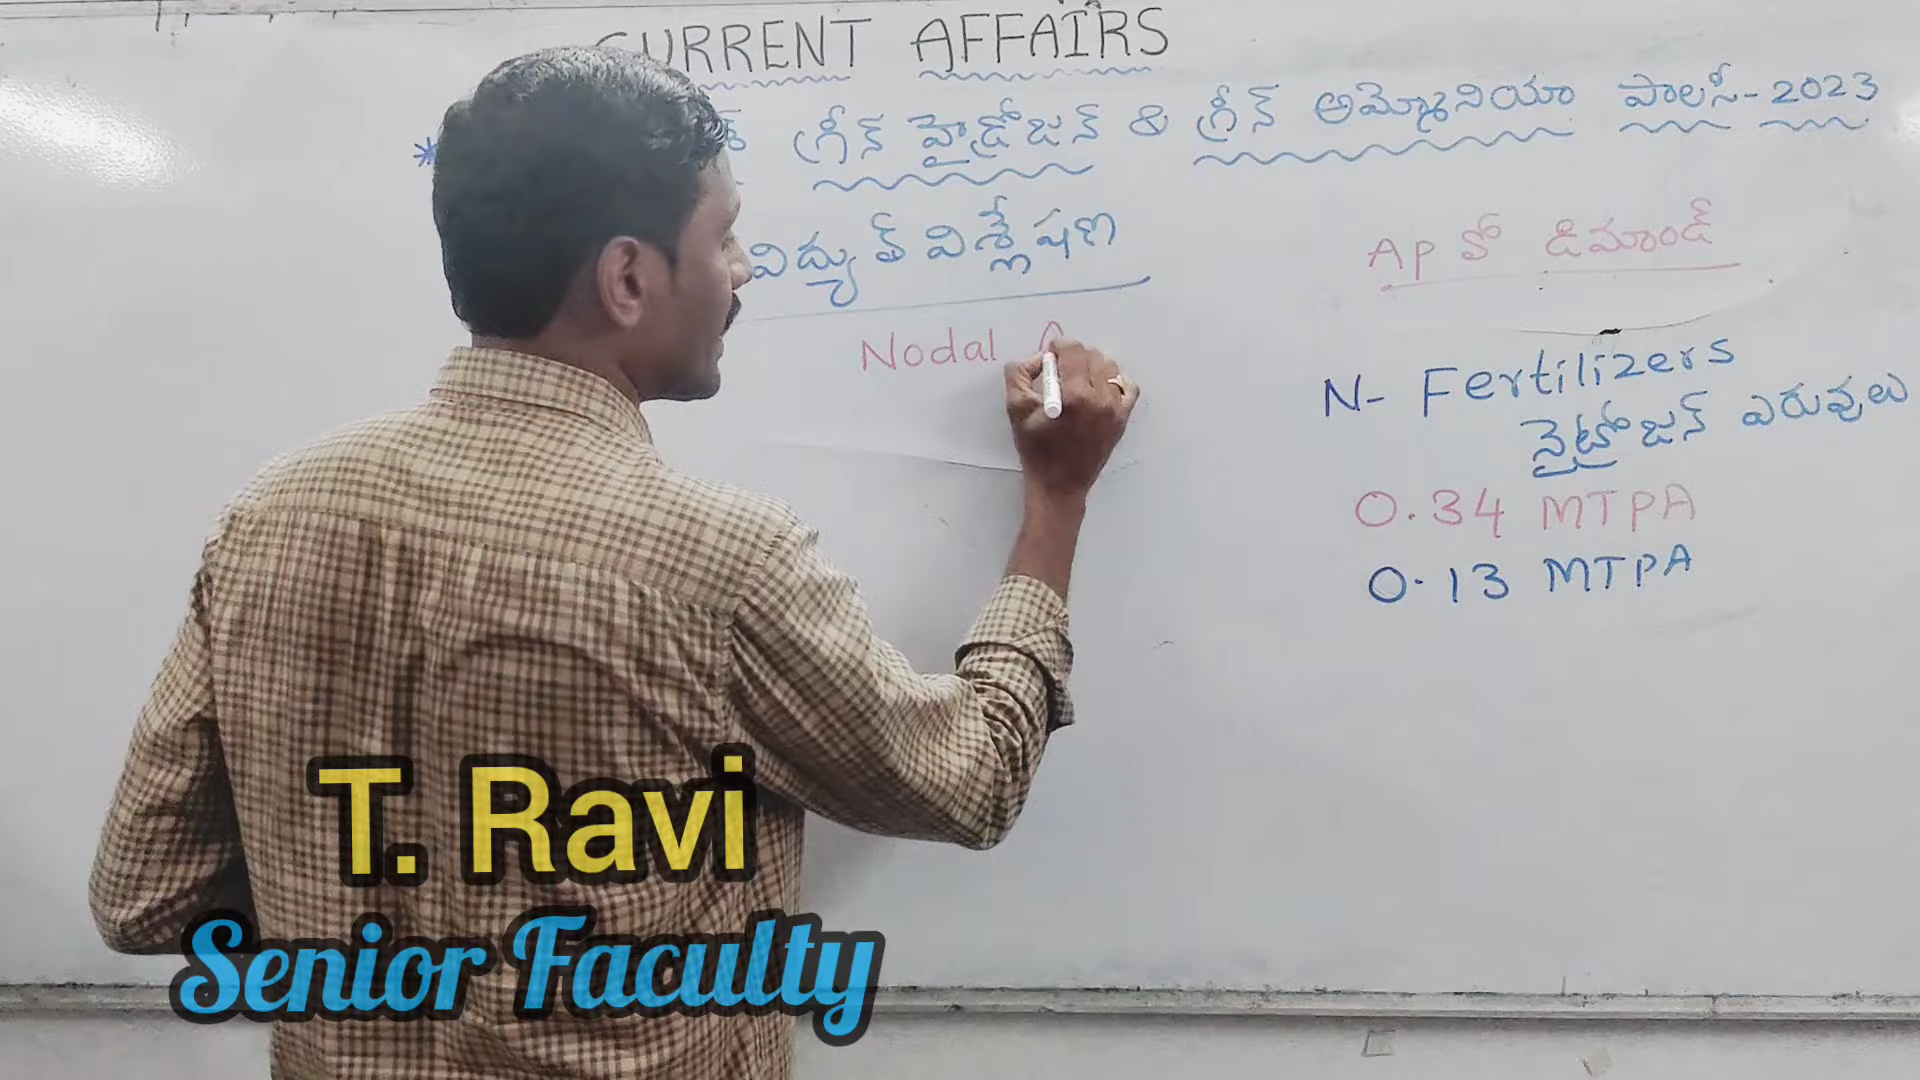 CURRENT AFFAIRS
* గ్రీన్ హైడ్రోజన్ & గ్రీన్ అమ్మోనియా పాలసీ-2023
విద్యుత్ విశ్లేషణ
AP లో డిమాండ్
Nodal
N- Fertilizers
నైట్రోజన్ ఎరువులు
0.34 MTPA
0.13 MTPA
T. Ravi
Senior Faculty